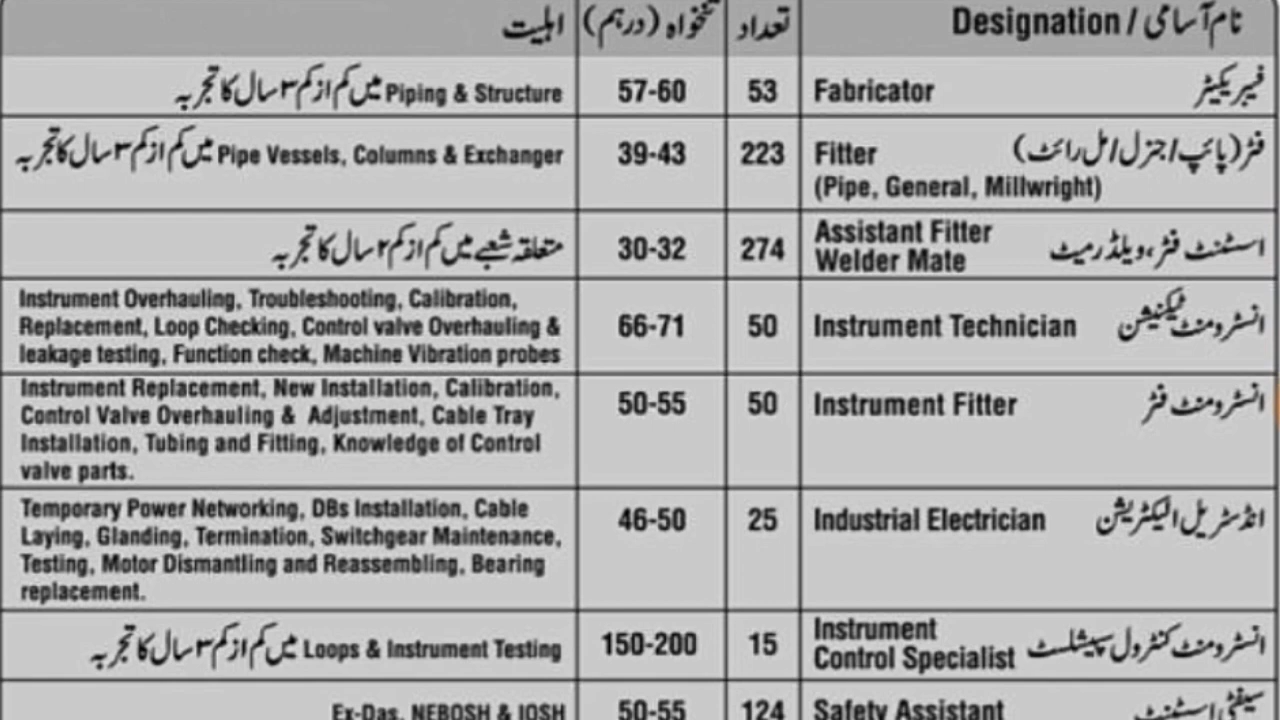 نام آسامی / Designation	تعداد	تنخواہ (درہم)	اہلیت
فیبریکیٹر	Fabricator	53	57-60	Piping & Structure میں کم از کم ۳ سال کا تجربہ
فٹر (پائپ/جنرل/مل رائٹ)	Fitter	223	39-43	Pipe Vessels, Columns & Exchanger میں کم از کم ۳ سال کا تجربہ
(Pipe, General, Millwright)
اسسٹنٹ فٹر، ویلڈر میٹ	Assistant Fitter
Welder Mate	274	30-32	متعلقہ شعبے میں کم از کم ۲ سال کا تجربہ
انسٹرومنٹ ٹیکنیشن	Instrument Technician	50	66-71	Instrument Overhauling, Troubleshooting, Calibration,
Replacement, Loop Checking, Control valve Overhauling &
leakage testing, Function check, Machine Vibration probes
انسٹرومنٹ فٹر	Instrument Fitter	50	50-55	Instrument Replacement, New Installation, Calibration,
Control Valve Overhauling & Adjustment, Cable Tray
Installation, Tubing and Fitting, Knowledge of Control
valve parts.
انڈسٹریل الیکٹریشن	Industrial Electrician	25	46-50	Temporary Power Networking, DBs Installation, Cable
Laying, Glanding, Termination, Switchgear Maintenance,
Testing, Motor Dismantling and Reassembling, Bearing
replacement.
انسٹرومنٹ کنٹرول سپیشلسٹ	Instrument
Control Specialist	15	150-200	Loops & Instrument Testing میں کم از کم ۳ سال کا تجربہ
سیفٹی اسسٹنٹ	Safety Assistant	124	50-55	Ex-Das, NEBOSH & IOSH